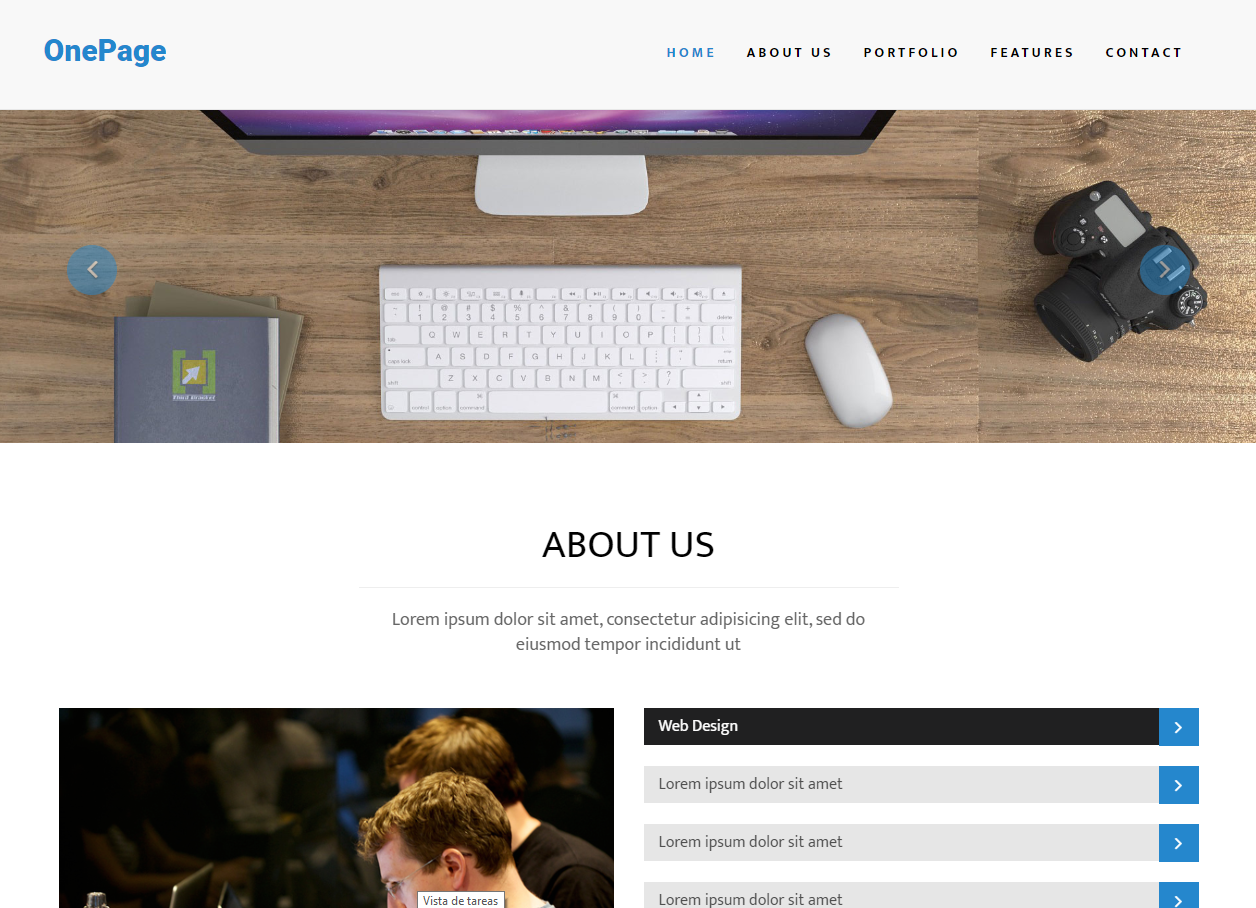 OnePage
HOME ABOUT US PORTFOLIO FEATURES CONTACT
ABOUT US
Lorem ipsum dolor sit amet, consectetur adipisicing elit, sed do
eiusmod tempor incididunt ut
Web Design
Lorem ipsum dolor sit amet
Lorem ipsum dolor sit amet
Lorem ipsum dolor sit amet
Vista de tareas